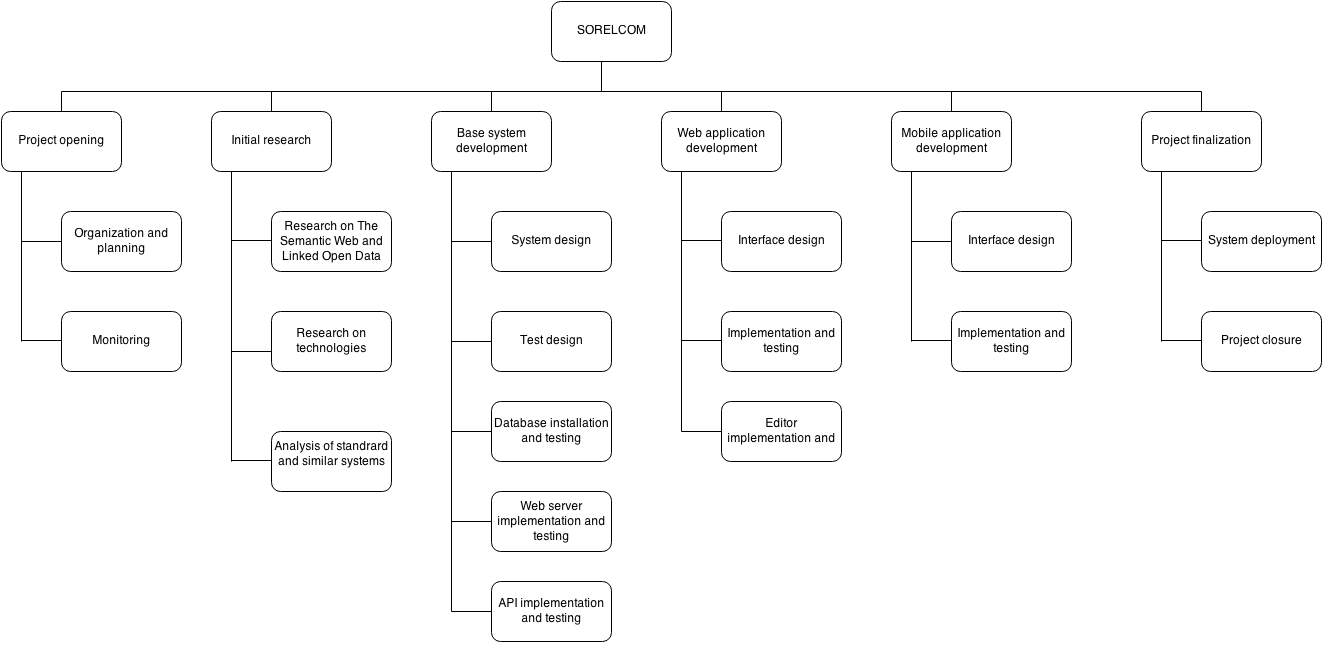 SORELCOM
Project opening
Initial research
Base system
development
Web application
development
Mobile application
development
Project finalization
Organization and
planning
Monitoring
Research on The
Semantic Web and
Linked Open Data
Research on
technologies
Analysis of standrard
and similar systems
System design
Test design
Database installation
and testing
Web server
implementation and
testing
API implementation
and testing
Interface design
Implementation and
testing
Editor
implementation and
Interface design
Implementation and
testing
System deployment
Project closure